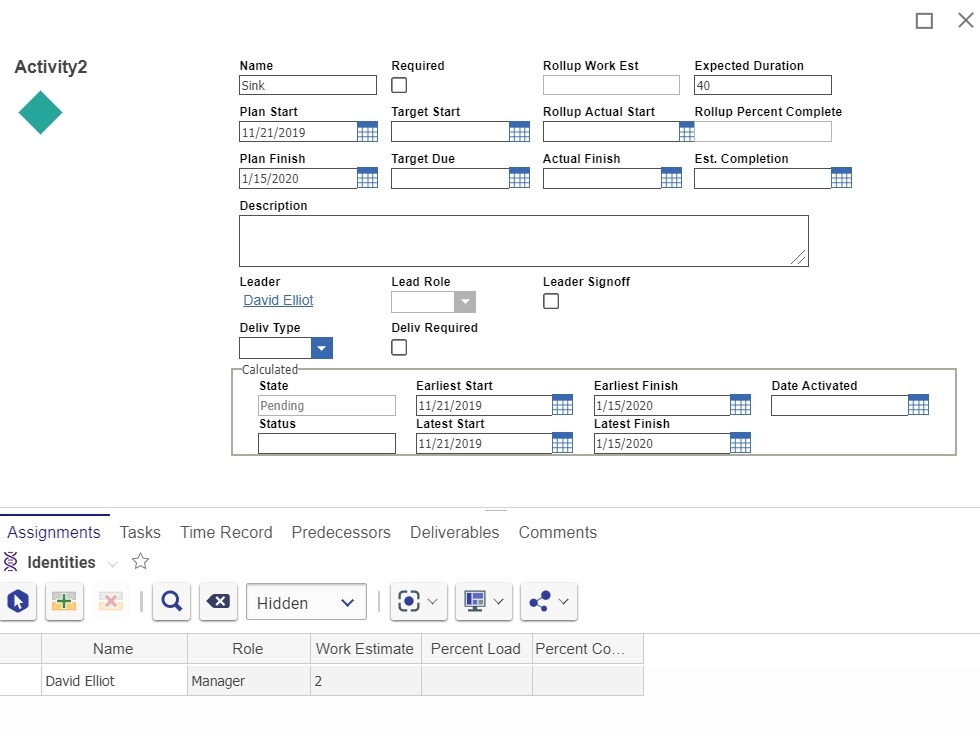 Activity2
Name Required Rollup Work Est Expected Duration
Sink 40
Plan Start Target Start Rollup Actual Start Rollup Percent Complete
11/21/2019
Plan Finish Target Due Actual Finish Est. Completion
1/15/2020
Description
Leader Lead Role Leader Signoff
David Elliot
Deliv Type Deliv Required
Calculated
State Earliest Start Earliest Finish Date Activated
Pending 11/21/2019 1/15/2020
Status Latest Start Latest Finish
11/21/2019 1/15/2020
Assignments Tasks Time Record Predecessors Deliverables Comments
Identities
Hidden
Name Role Work Estimate Percent Load Percent Co...
David Elliot Manager 2